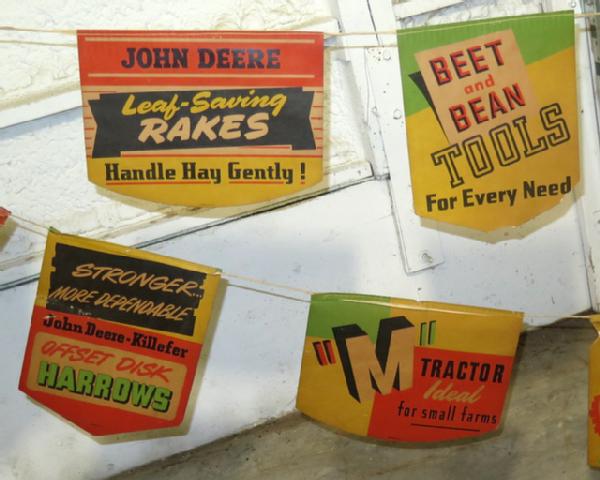 JOHN DEERE
Leaf-Saving
RAKES
Handle Hay Gently!
BEET
and
BEAN
TOOLS
For Every Need
STRONGER...
MORE DEPENDABLE
John Deere-Killefer
OFFSET DISK
HARROWS
"M"
TRACTOR
Ideal
for small farms